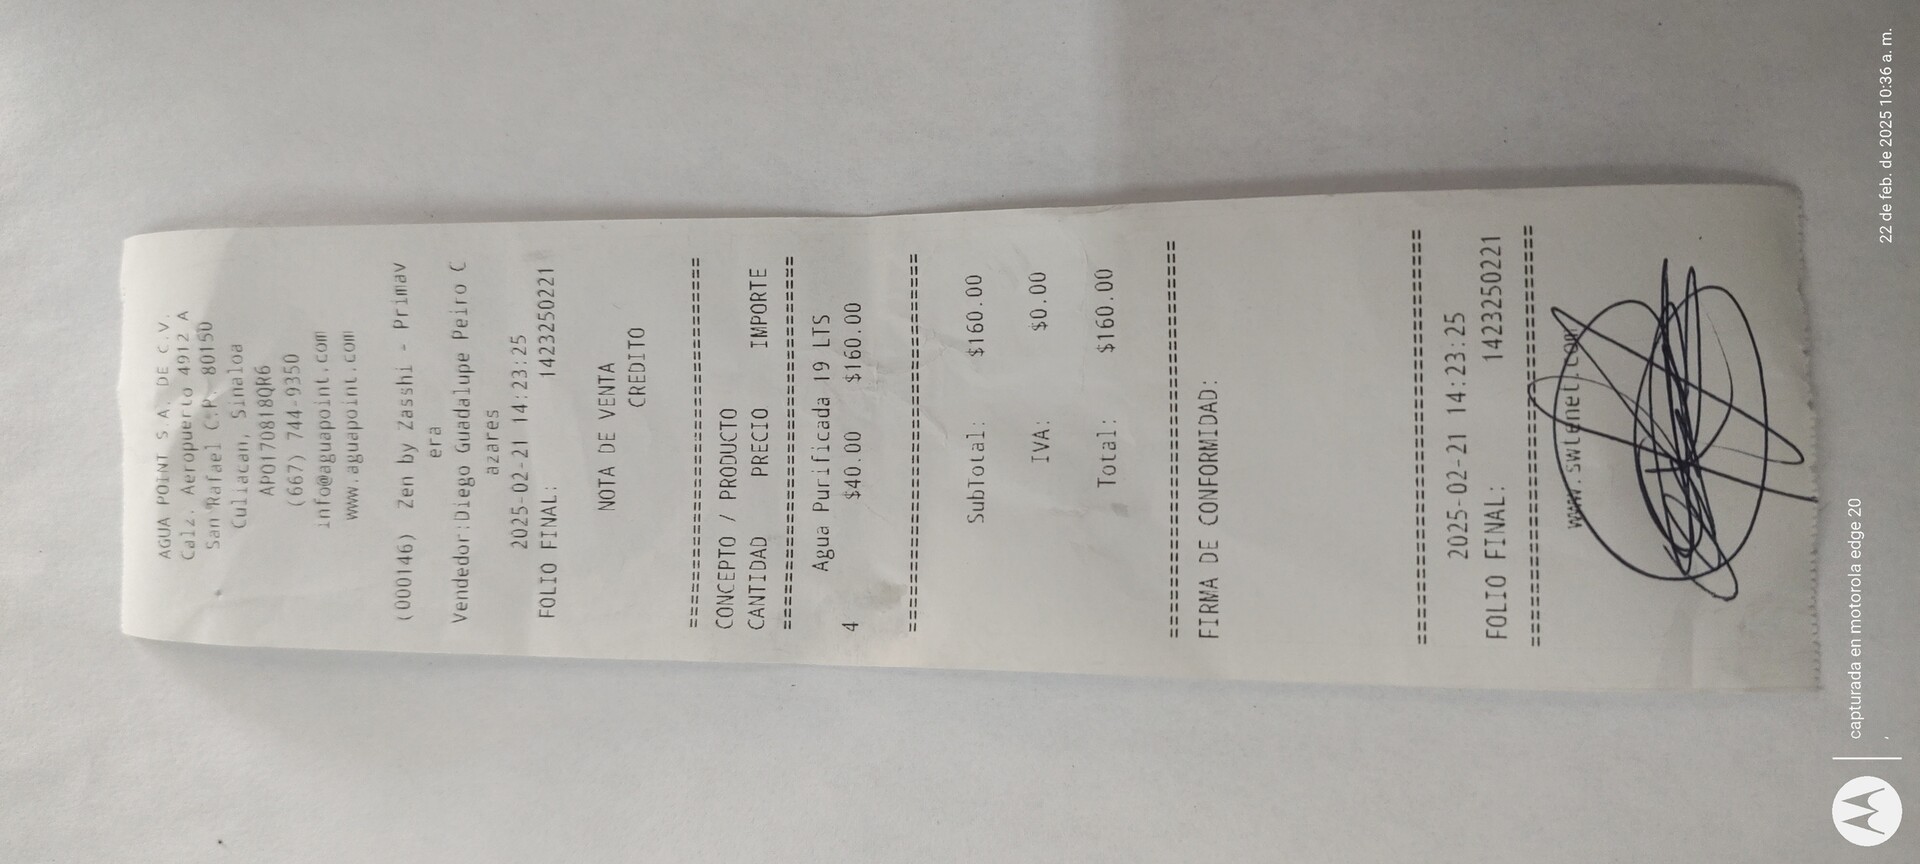 AGUA POINT S.A. DE C.V.
Calz. Aeropuerto 4912 A
San Rafael C.P. 80150
Culiacan, Sinaloa
APO170818QR6
(667) 744-9350
info@aguapoint.com
www.aguapoint.com
(000146) Zen by Zasshi - Primav
era
Vendedor:Diego Guadalupe Peiro C
azares
2025-02-21 14:23:25
FOLIO FINAL: 1423250221
NOTA DE VENTA
CREDITO
================================
CONCEPTO / PRODUCTO
CANTIDAD PRECIO IMPORTE
================================
Agua Purificada 19 LTS
4 $40.00 $160.00
================================
SubTotal: $160.00
IVA: $0.00
Total: $160.00
==================================
FIRMA DE CONFORMIDAD:
===================================
2025-02-21 14:23:25
FOLIO FINAL: 1423250221
===================================
www.swtenet.com
capturada en motorola edge 20
22 de feb. de 2025 10:36 a. m.